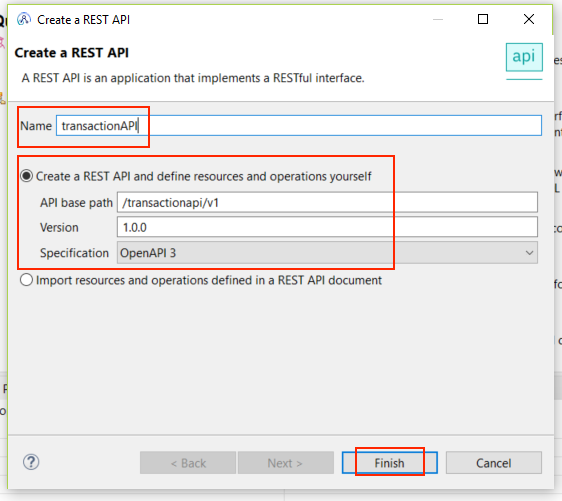 Create a REST API
Create a REST API
A REST API is an application that implements a RESTful interface.
api
Name transactionAPI
Create a REST API and define resources and operations yourself
API base path /transactionapi/v1
Version 1.0.0
Specification OpenAPI 3
Import resources and operations defined in a REST API document
? < Back Next > Finish Cancel